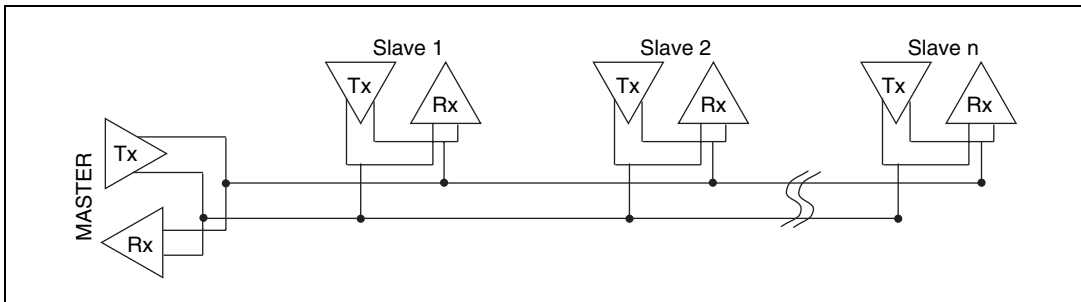 Slave 1
Tx
Rx
Slave 2
Tx
Rx
Slave n
Tx
Rx
MASTER
Tx
Rx